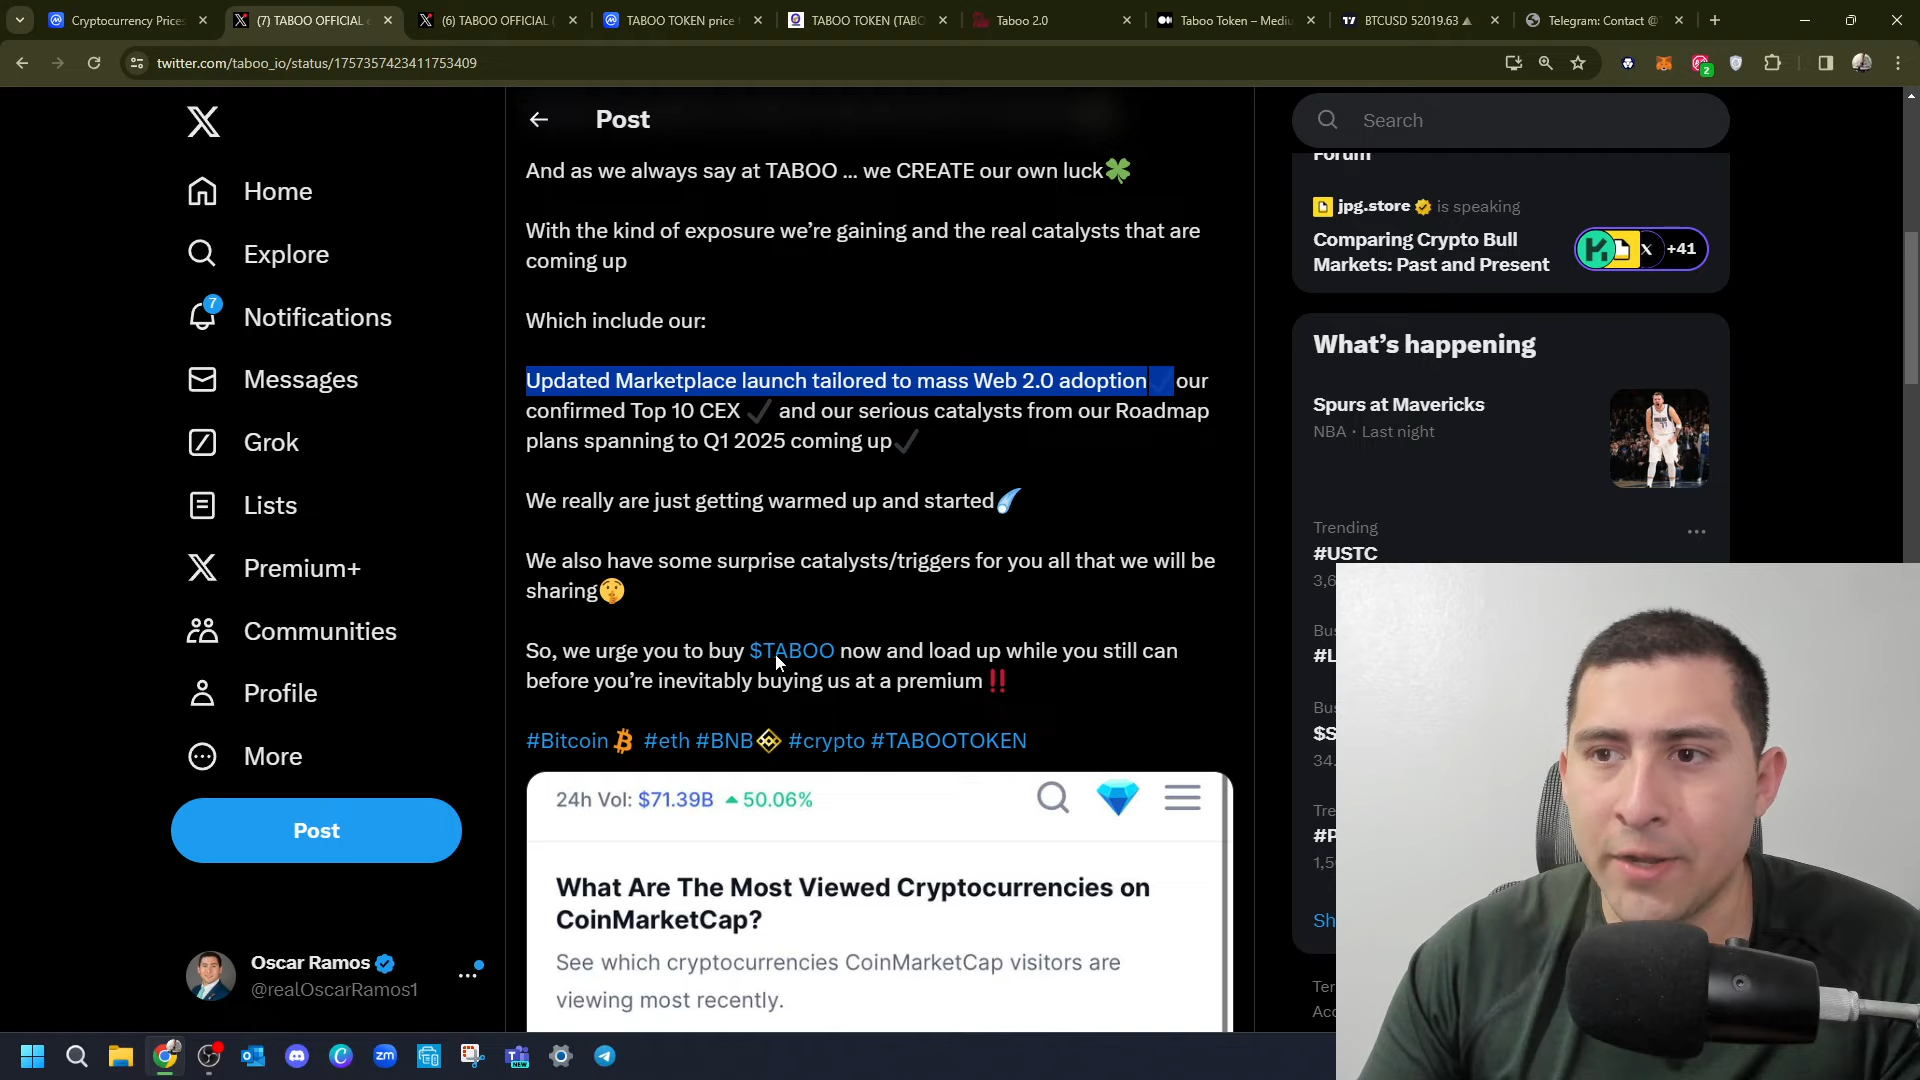 Cryptocurrency Prices
(7) TABOO OFFICIAL
(6) TABOO OFFICIAL (
TABOO TOKEN price
TABOO TOKEN (TABO
Taboo 2.0
Taboo Token – Mediu
BTCUSD 52019.63
Telegram: Contact @
twitter.com/taboo_io/status/1757357423411753409
2
Home
Explore
7
Notifications
Messages
Grok
Lists
Premium+
Communities
Profile
More
Post
Oscar Ramos
@realOscarRamos1
Post
And as we always say at TABOO ... we CREATE our own luck🍀
With the kind of exposure we’re gaining and the real catalysts that are
coming up
Which include our:
Updated Marketplace launch tailored to mass Web 2.0 adoption✔️ our
confirmed Top 10 CEX ✔️ and our serious catalysts from our Roadmap
plans spanning to Q1 2025 coming up✔️
We really are just getting warmed up and started☄️
We also have some surprise catalysts/triggers for you all that we will be
sharing🤫
So, we urge you to buy $TABOO now and load up while you still can
before you’re inevitably buying us at a premium ‼️
#Bitcoin #eth #BNB #crypto #TABOOTOKEN
24h Vol: $71.39B ▲ 50.06%
What Are The Most Viewed Cryptocurrencies on
CoinMarketCap?
See which cryptocurrencies CoinMarketCap visitors are
viewing most recently.
Search
Forum
jpg.store is speaking
Comparing Crypto Bull
Markets: Past and Present
+41
What’s happening
Spurs at Mavericks
NBA · Last night
Trending
#USTC